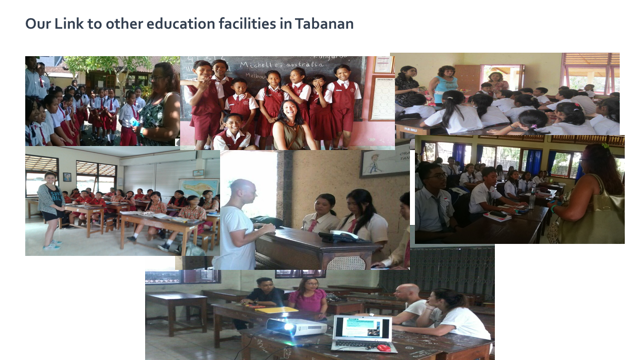 Our Link to other education facilities in Tabanan